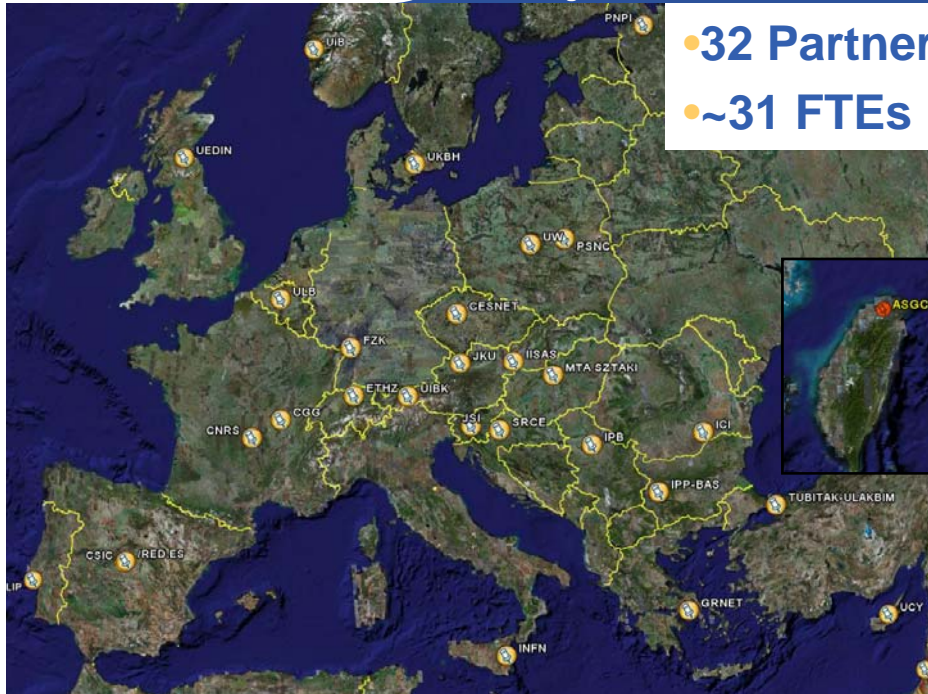 PNPI
•32 Partner
UiB
•~31 FTEs
UEDIN
UKBH
UW
PSNC
ULB
ASGC
CESNET
FZK
JKU
IISAS
MTA SZTAKI
ETHZ
UIBK
CGG
JSI
SRCE
ICI
CNRS
IPB
IPP-BAS
TUBITAK-ULAKBIM
CSIC
/RED.ES
LIP
GRNET
UCY
INFN